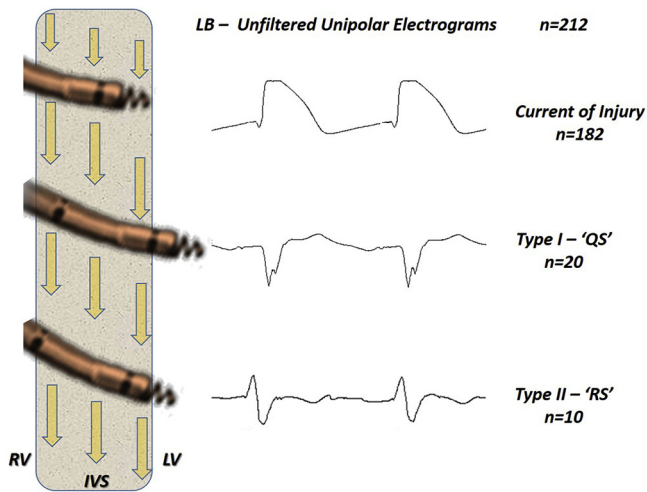 LB – Unfiltered Unipolar Electrograms n=212
Current of Injury
n=182
Type I – ‘QS’
n=20
Type II – ‘RS’
n=10
RV
LV
IVS